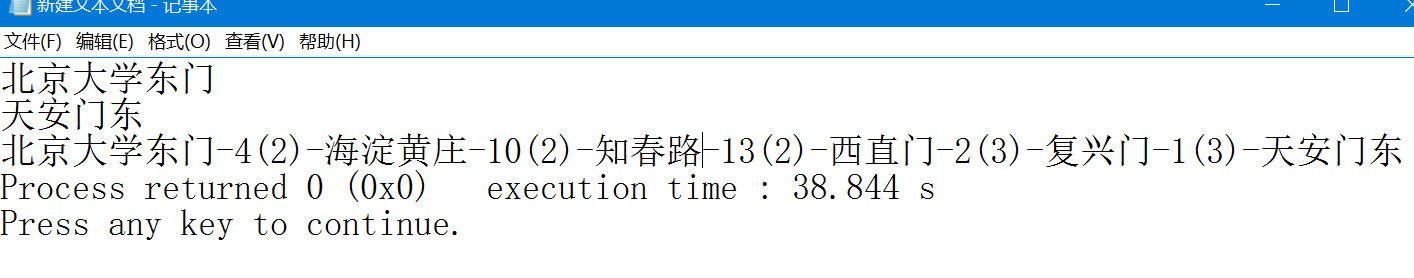 新建文本文档 - 记事本
文件(F) 编辑(E) 格式(O) 查看(V) 帮助(H)
北京大学东门
天安门东
北京大学东门-4(2)-海淀黄庄-10(2)-知春路-13(2)-西直门-2(3)-复兴门-1(3)-天安门东
Process returned 0 (0x0)   execution time : 38.844 s
Press any key to continue.